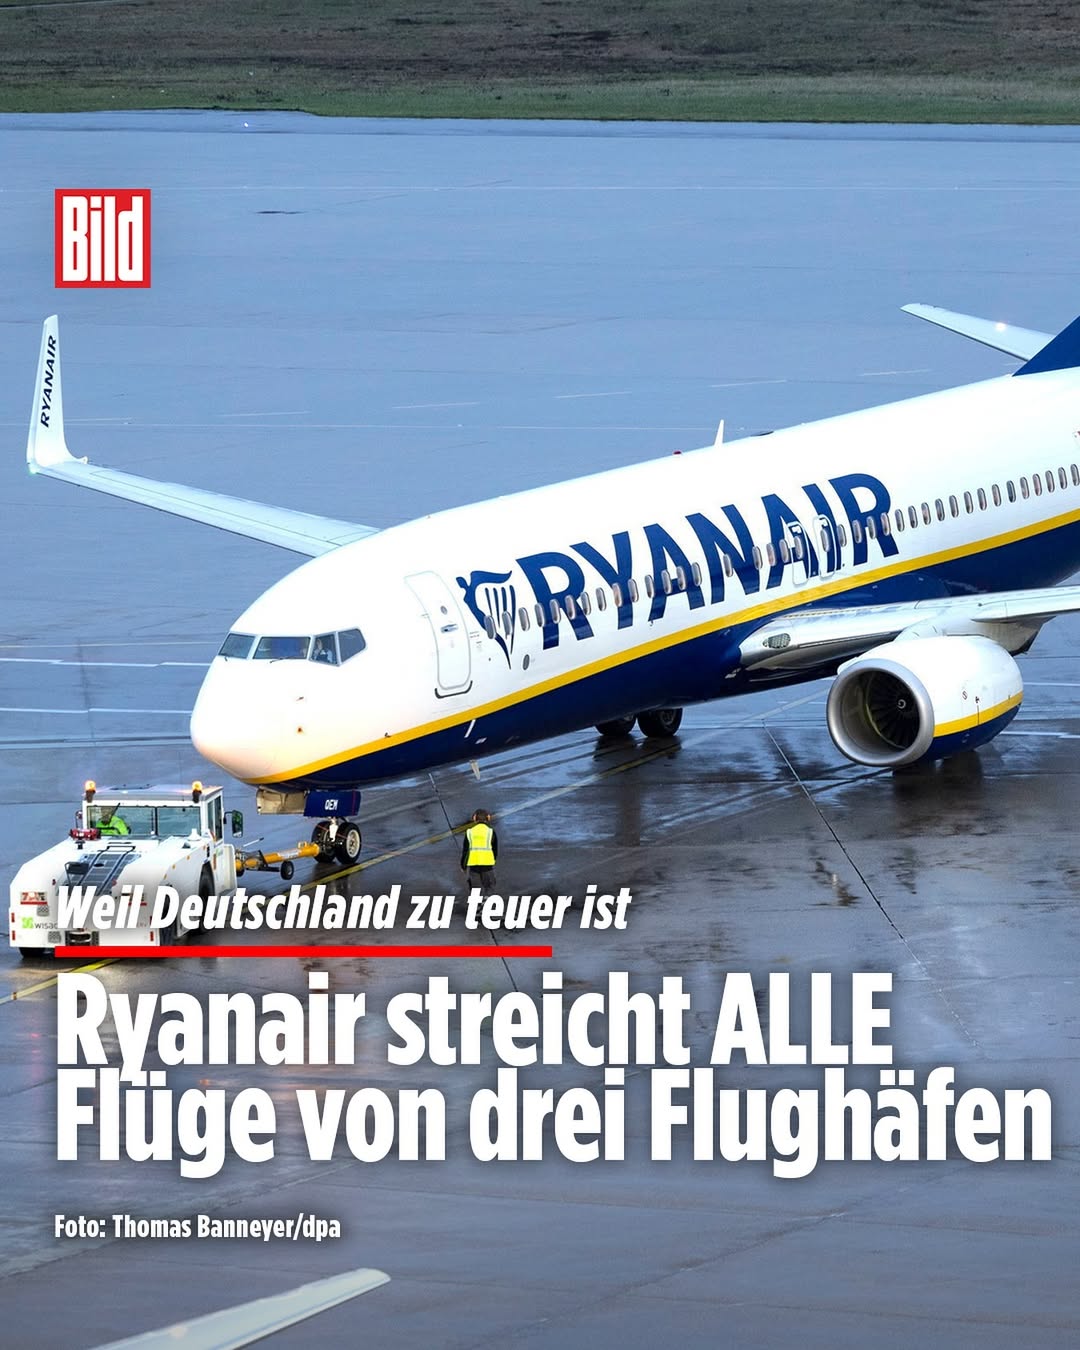 Bild
RYANAIR
RYANAIR
QEM
Weil Deutschland zu teuer ist
Ryanair streicht ALLE
Flüge von drei Flughäfen
Foto: Thomas Banneyer/dpa